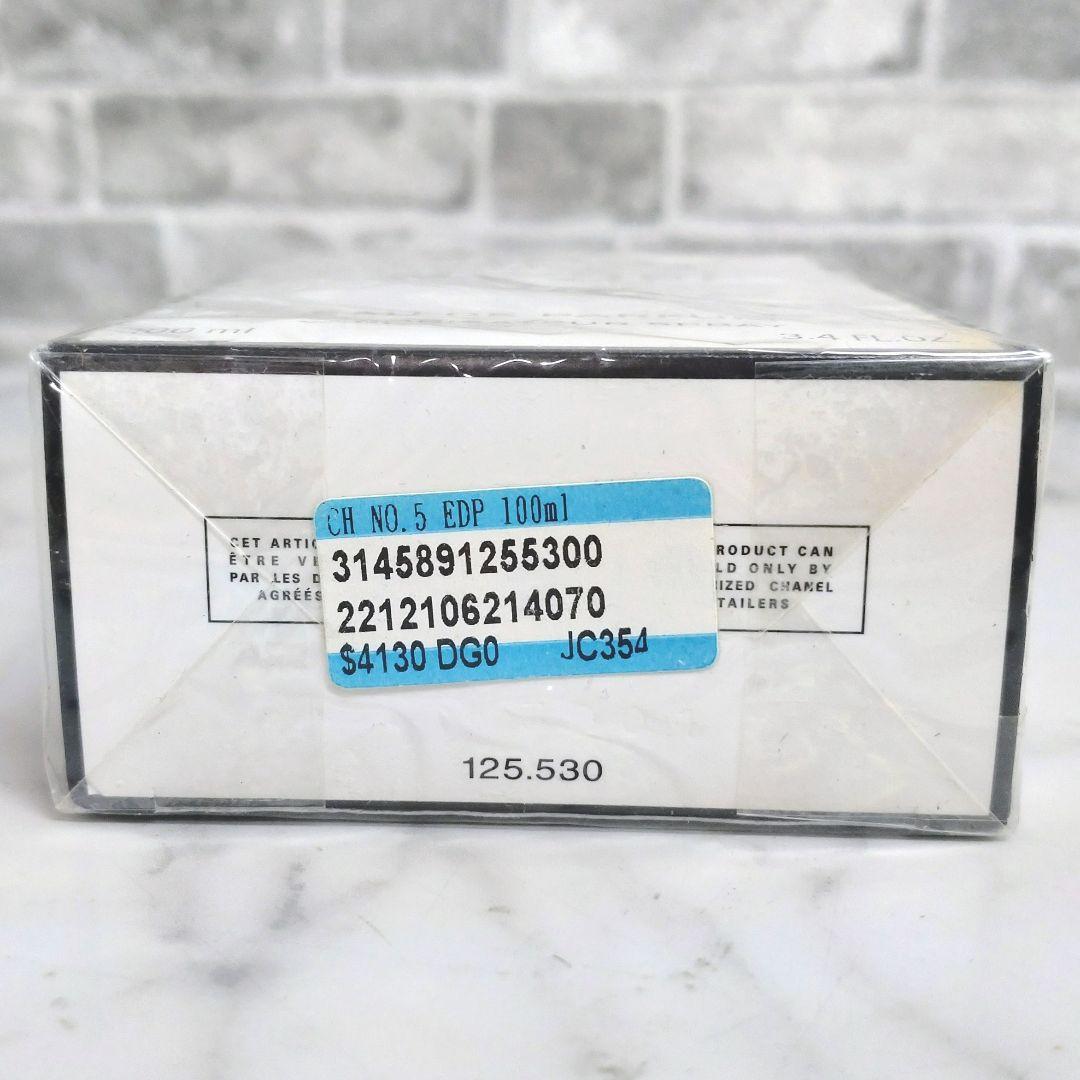 3.4 FL.OZ
CH NO.5 EDP 100ml
3145891255300
2212106214070
$4130 DG0 JC354
CET ARTIC
ÊTRE VE
PAR LES D
AGRÉÉS
RODUCT CAN
LD ONLY BY
IZED CHANEL
TAILERS
125.530